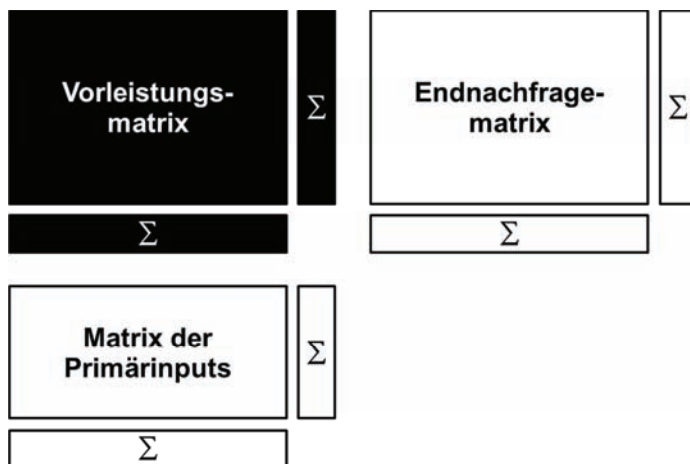 Vorleistungs-
matrix
Σ
Endnachfrage-
matrix
Σ
Σ
Σ
Matrix der
Primärinputs
Σ
Σ